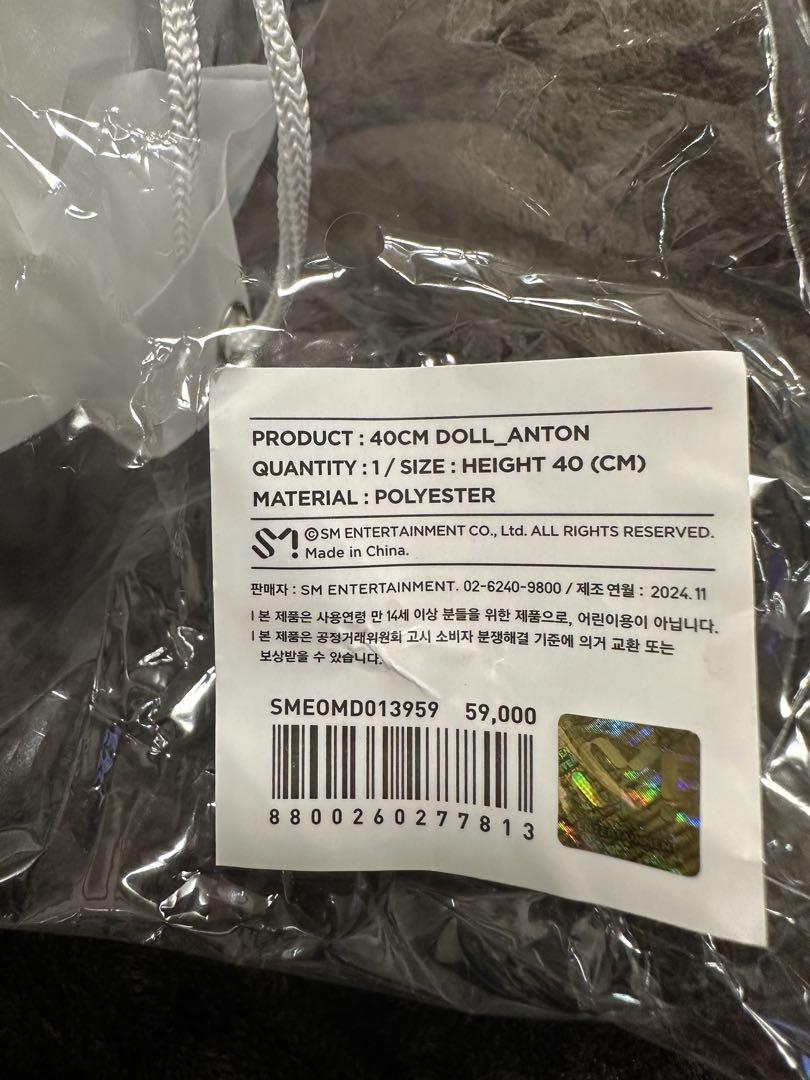 PRODUCT : 40CM DOLL_ANTON
QUANTITY : 1 / SIZE : HEIGHT 40 (CM)
MATERIAL : POLYESTER
SM! ©SM ENTERTAINMENT CO., Ltd. ALL RIGHTS RESERVED.
Made in China.
판매자 : SM ENTERTAINMENT. 02-6240-9800 / 제조연월 : 2024.11
l 본 제품은 사용연령 만 14세 이상 분들을 위한 제품으로, 어린이용이 아닙니다.
l 본 제품은 공정거래위원회 고시 소비자 분쟁해결 기준에 의거 교환 또는
보상받을 수 있습니다.
SMEOMD013959 59,000
8800260277813